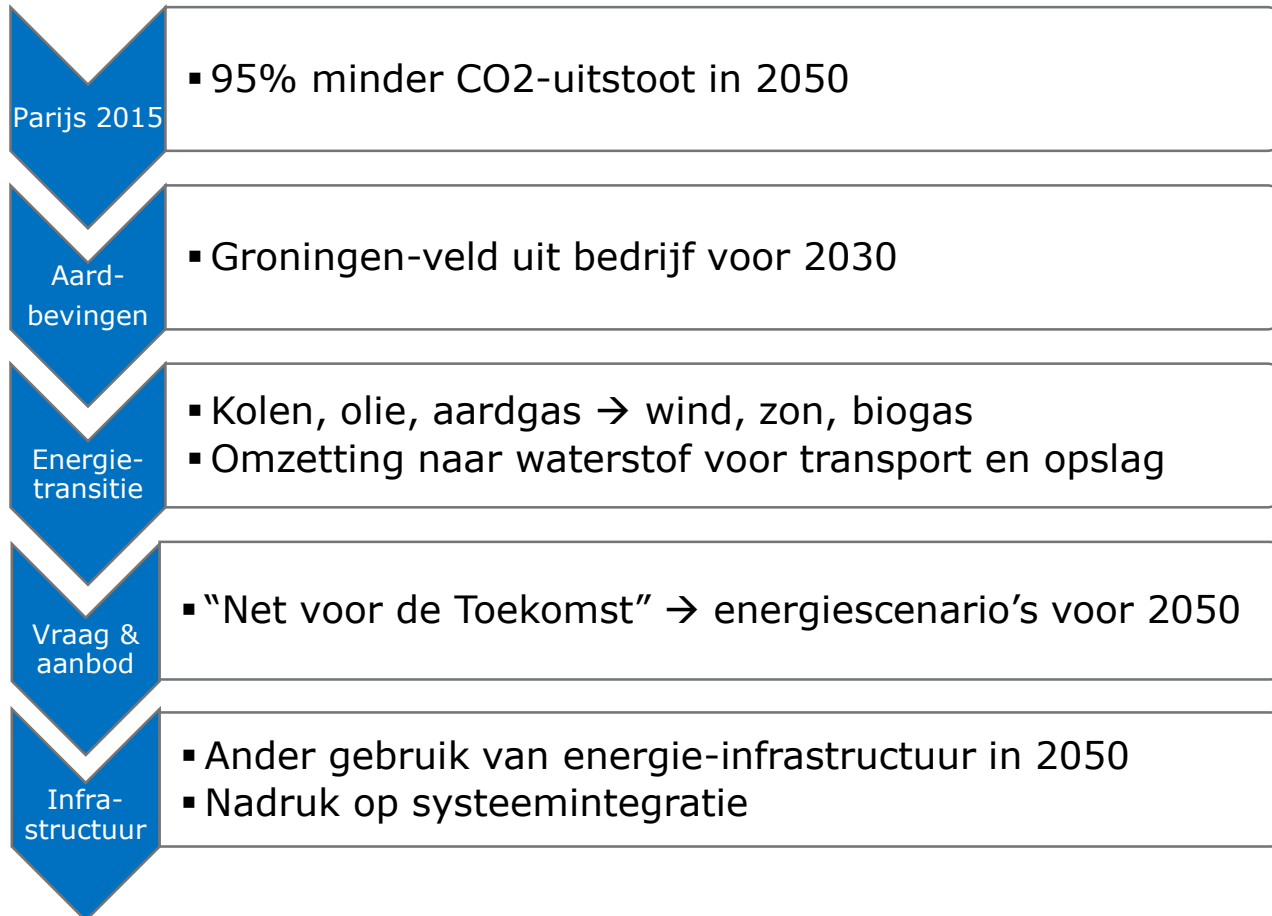 Parijs 2015
▪ 95% minder CO2-uitstoot in 2050
Aard-
bevingen
▪ Groningen-veld uit bedrijf voor 2030
Energie-
transitie
▪ Kolen, olie, aardgas → wind, zon, biogas
▪ Omzetting naar waterstof voor transport en opslag
Vraag &
aanbod
▪ “Net voor de Toekomst” → energiescenario’s voor 2050
Infra-
structuur
▪ Ander gebruik van energie-infrastructuur in 2050
▪ Nadruk op systeemintegratie